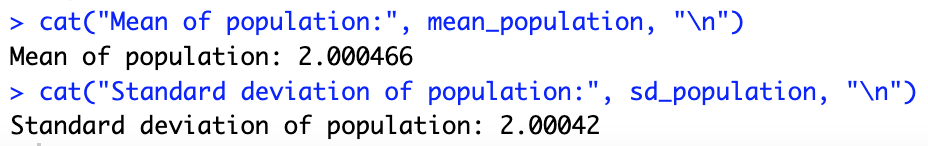 > cat("Mean of population:", mean_population, "\n")
Mean of population: 2.000466
> cat("Standard deviation of population:", sd_population, "\n")
Standard deviation of population: 2.00042